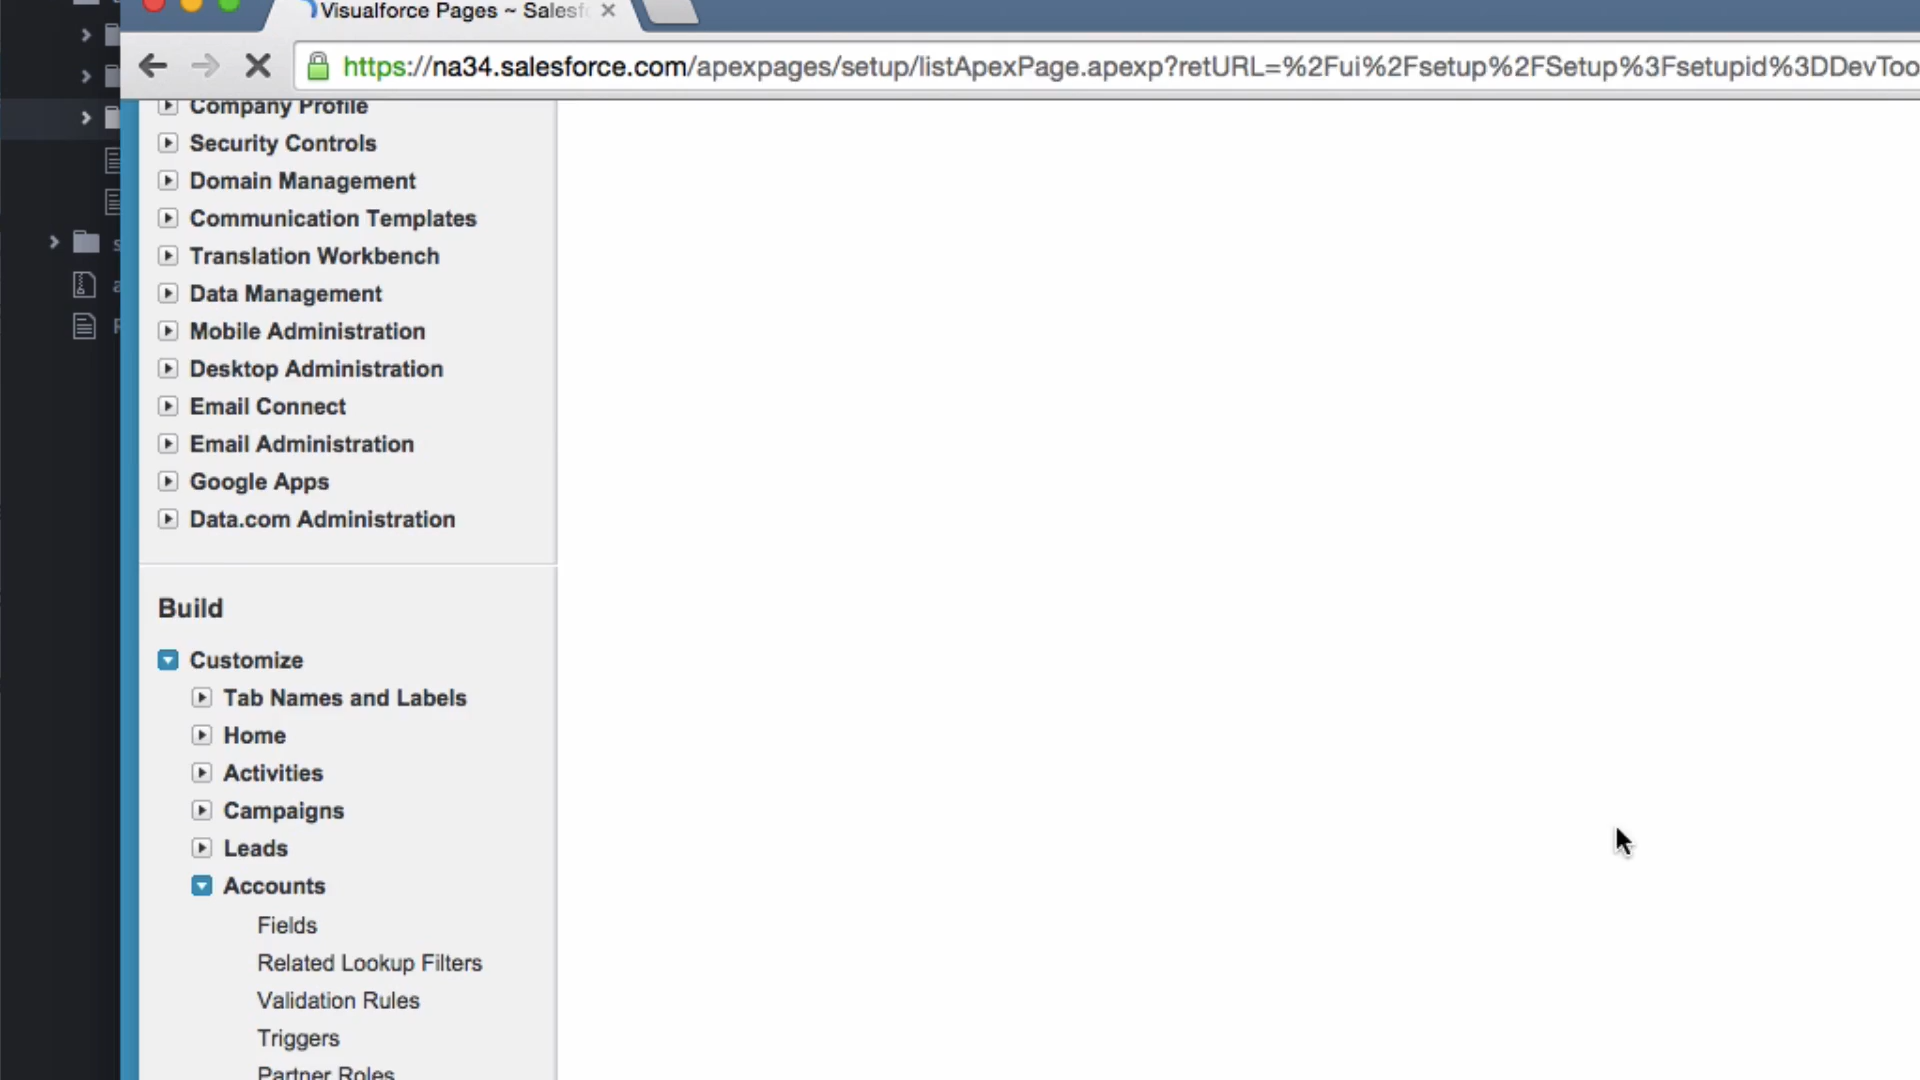 Visualforce Pages ~ Salesf
https://na34.salesforce.com/apexpages/setup/listApexPage.apexp?retURL=%2Fui%2Fsetup%2FSetup%3Fsetupid%3DDevToo
Company Profile
Security Controls
Domain Management
Communication Templates
Translation Workbench
Data Management
Mobile Administration
Desktop Administration
Email Connect
Email Administration
Google Apps
Data.com Administration
Build
Customize
Tab Names and Labels
Home
Activities
Campaigns
Leads
Accounts
Fields
Related Lookup Filters
Validation Rules
Triggers
Partner Roles